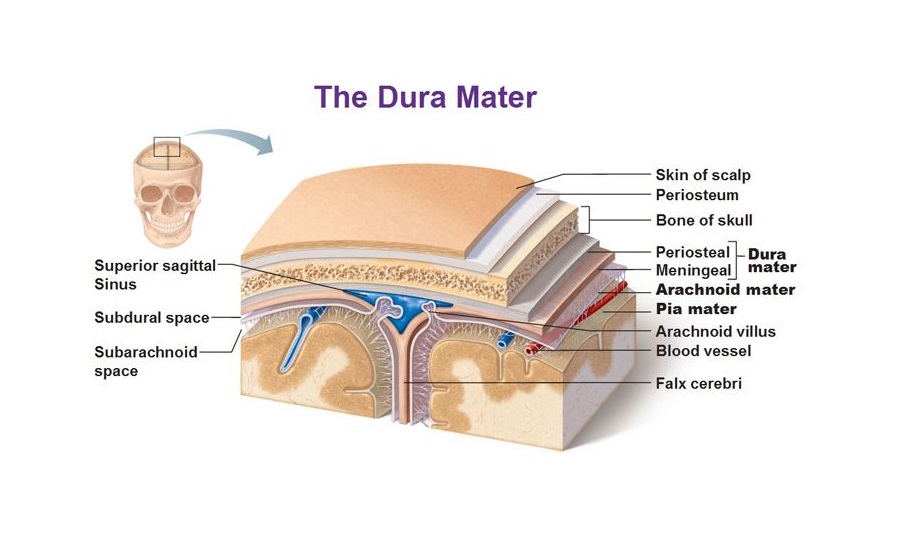 The Dura Mater
Skin of scalp
Periosteum
Bone of skull
Periosteal
Meningeal
Dura
mater
Arachnoid mater
Pia mater
Arachnoid villus
Blood vessel
Falx cerebri
Superior sagittal
Sinus
Subdural space
Subarachnoid
space